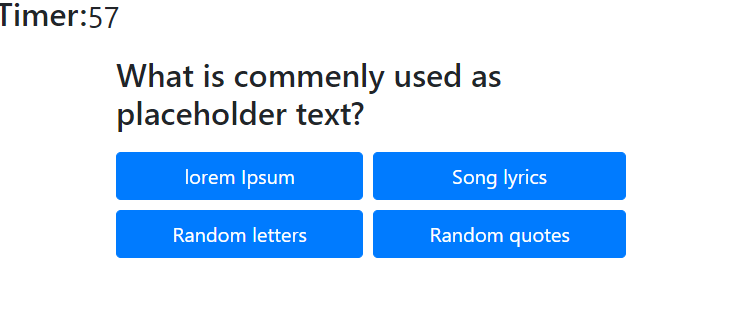 Timer:57
What is commenly used as
placeholder text?
lorem Ipsum
Song lyrics
Random letters
Random quotes